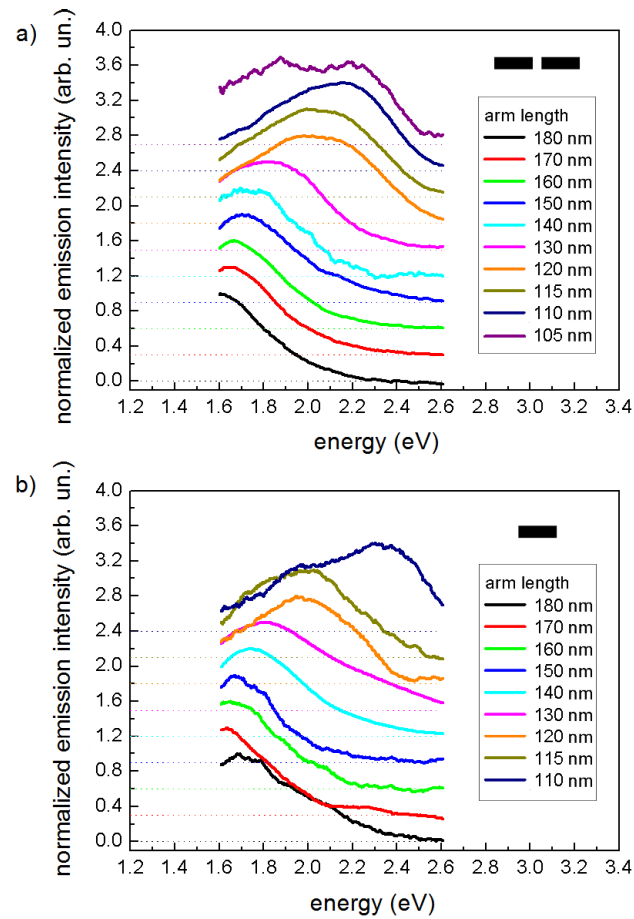 a)
normalized emission intensity (arb. un.)
4.0
3.6
3.2
2.8
2.4
2.0
1.6
1.2
0.8
0.4
0.0
arm length
180 nm
170 nm
160 nm
150 nm
140 nm
130 nm
120 nm
115 nm
110 nm
105 nm
1.2 1.4 1.6 1.8 2.0 2.2 2.4 2.6 2.8 3.0 3.2 3.4
energy (eV)
b)
normalized emission intensity (arb. un.)
4.0
3.6
3.2
2.8
2.4
2.0
1.6
1.2
0.8
0.4
0.0
arm length
180 nm
170 nm
160 nm
150 nm
140 nm
130 nm
120 nm
115 nm
110 nm
1.2 1.4 1.6 1.8 2.0 2.2 2.4 2.6 2.8 3.0 3.2 3.4
energy (eV)